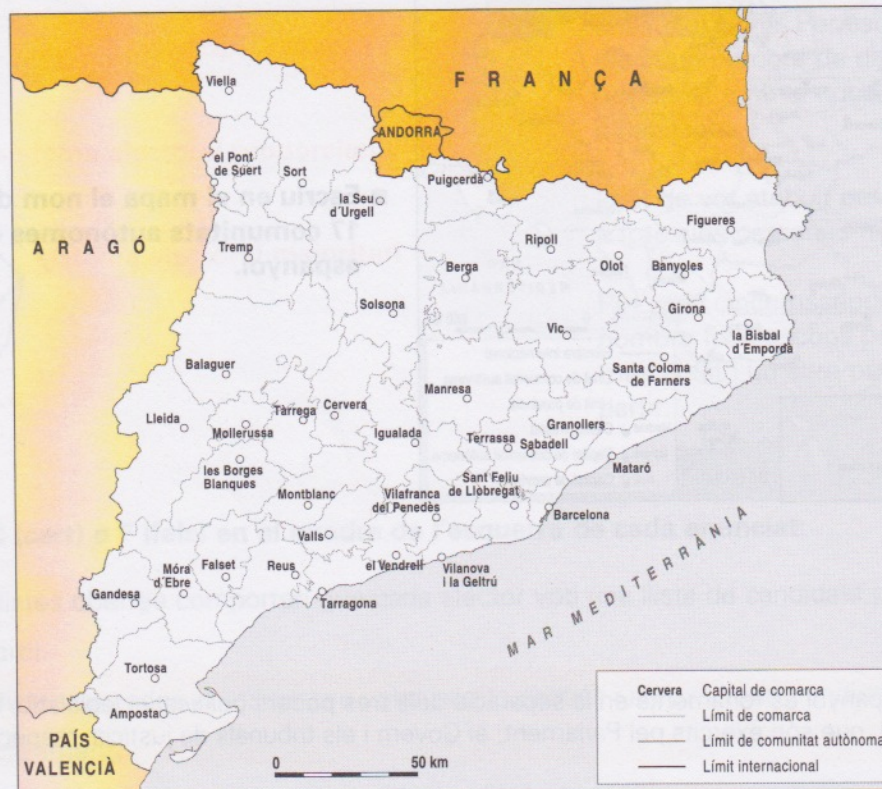 FRANÇA
Viella
ANDORRA
el Pont
de Suert
Sort
Puigcerdà
la Seu
d'Urgell
ARAGÓ
Figueres
Tremp
Ripoll
Olot
Banyoles
Berga
Solsona
Girona
Vic
la Bisbal
d'Empordà
Balaguer
Santa Coloma
de Farners
Manresa
Lleida
Tàrrega
Cervera
Mollerussa
Igualada
Terrassa
Granollers
Sabadell
Mataró
les Borges
Blanques
Sant Feliu
de Llobregat
Montblanc
Vilafranca
del Penedès
Barcelona
Valls
Móra
d'Ebre
Falset
Reus
el Vendrell
Vilanova
i la Geltrú
Gandesa
Tarragona
MAR MEDITERRÀNIA
Tortosa
Amposta
PAÍS
VALENCIÀ
0 50 km
Cervera Capital de comarca
Límit de comarca
Límit de comunitat autònoma
Límit internacional